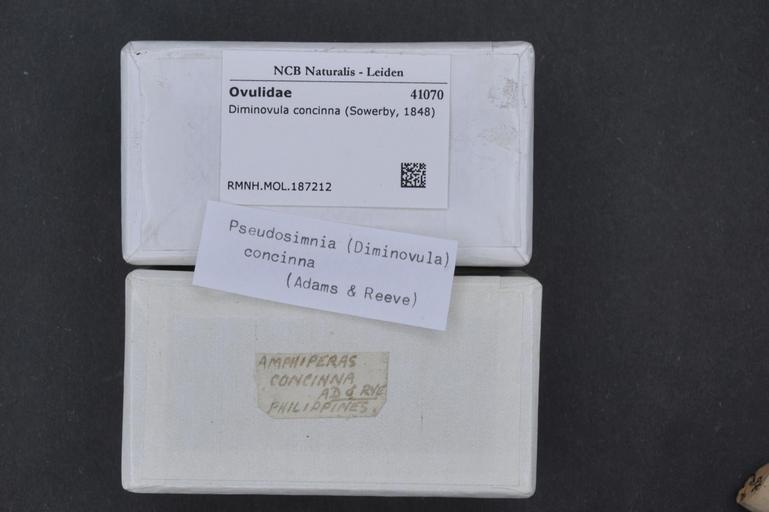 NCB Naturalis - Leiden
Ovulidae 41070
Diminovula concinna (Sowerby, 1848)
RMNH.MOL.187212
Pseudosimnia (Diminovula)
concinna
(Adams & Reeve)
AMPHIPERAS
CONCINNA
AD & RVE
PHILIPPINES.